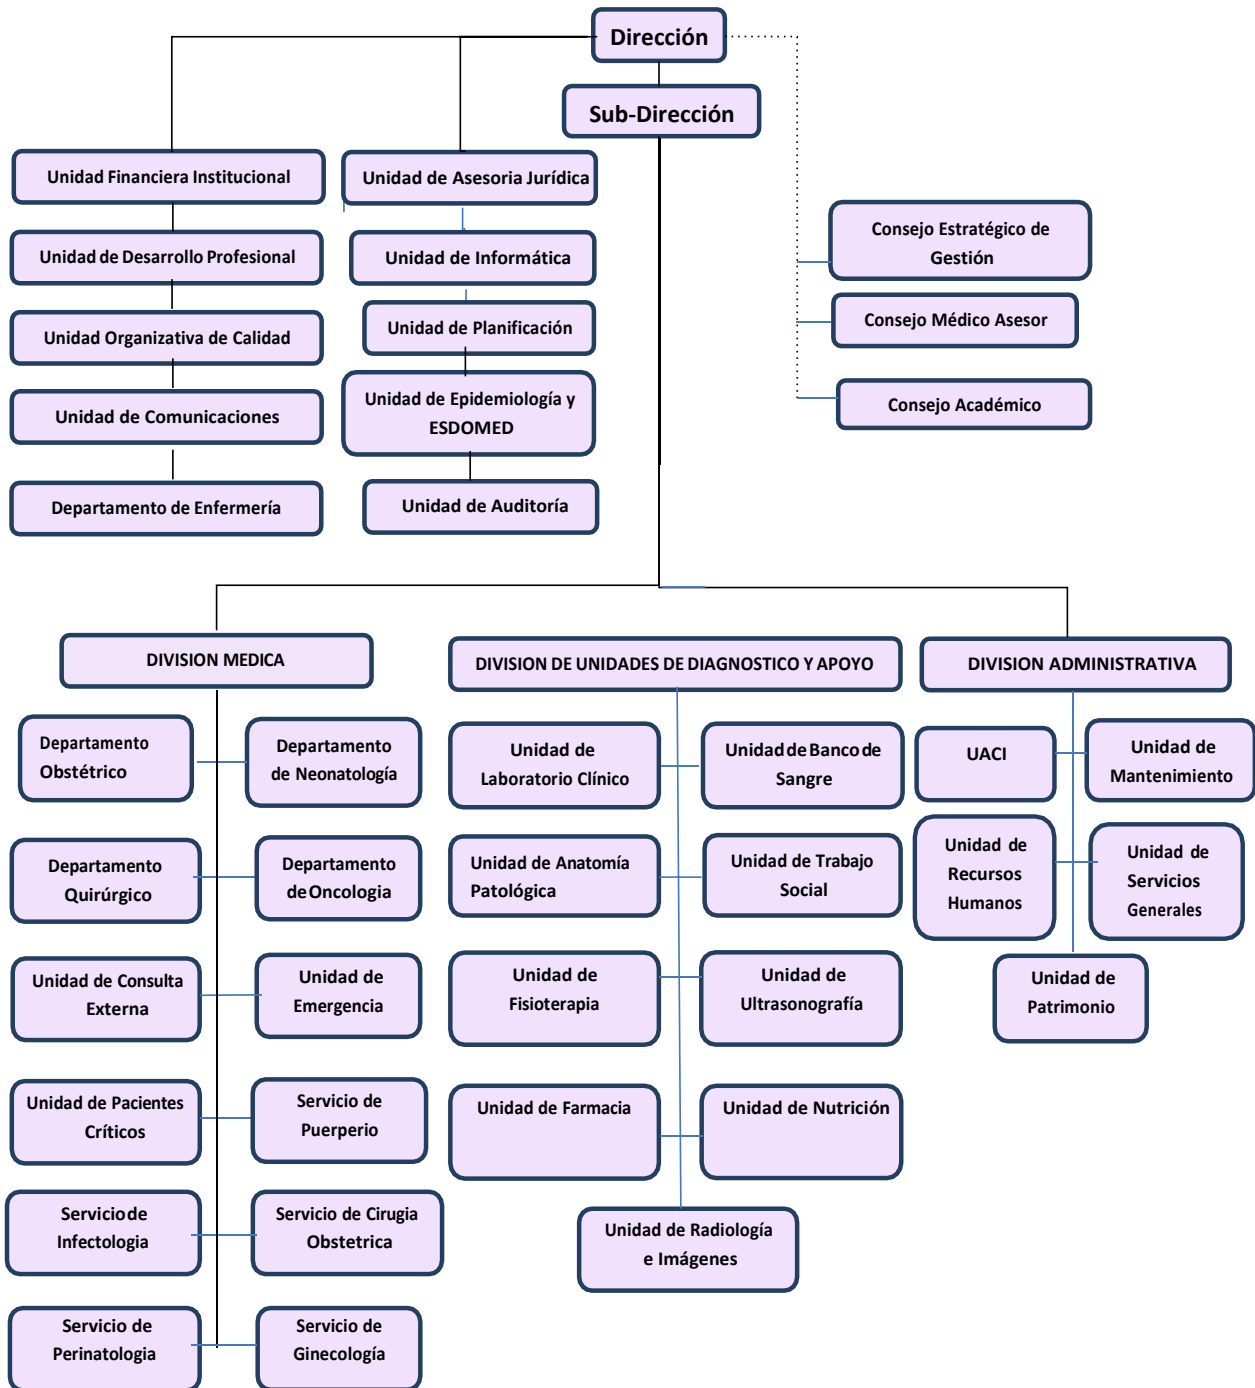 Dirección
Sub-Dirección
Unidad Financiera Institucional
Unidad de Desarrollo Profesional
Unidad Organizativa de Calidad
Unidad de Comunicaciones
Departamento de Enfermería
Unidad de Asesoria Jurídica
Unidad de Informática
Unidad de Planificación
Unidad de Epidemiología y
ESDOMED
Unidad de Auditoría
Consejo Estratégico de
Gestión
Consejo Médico Asesor
Consejo Académico
DIVISION MEDICA
Departamento
Obstétrico
Departamento
de Neonatología
Departamento
Quirúrgico
Departamento
de Oncologia
Unidad de Consulta
Externa
Unidad de
Emergencia
Unidad de Pacientes
Críticos
Servicio de
Puerperio
Servicio de
Infectologia
Servicio de Cirugia
Obstetrica
Servicio de
Perinatologia
Servicio de
Ginecología
DIVISION DE UNIDADES DE DIAGNOSTICO Y APOYO
Unidad de
Laboratorio Clínico
Unidad de Banco de
Sangre
Unidad de Anatomía
Patológica
Unidad de Trabajo
Social
Unidad de
Fisioterapia
Unidad de
Ultrasonografía
Unidad de Farmacia
Unidad de Nutrición
Unidad de Radiología
e Imágenes
DIVISION ADMINISTRATIVA
UACI
Unidad de
Mantenimiento
Unidad de
Recursos
Humanos
Unidad de
Servicios
Generales
Unidad de
Patrimonio